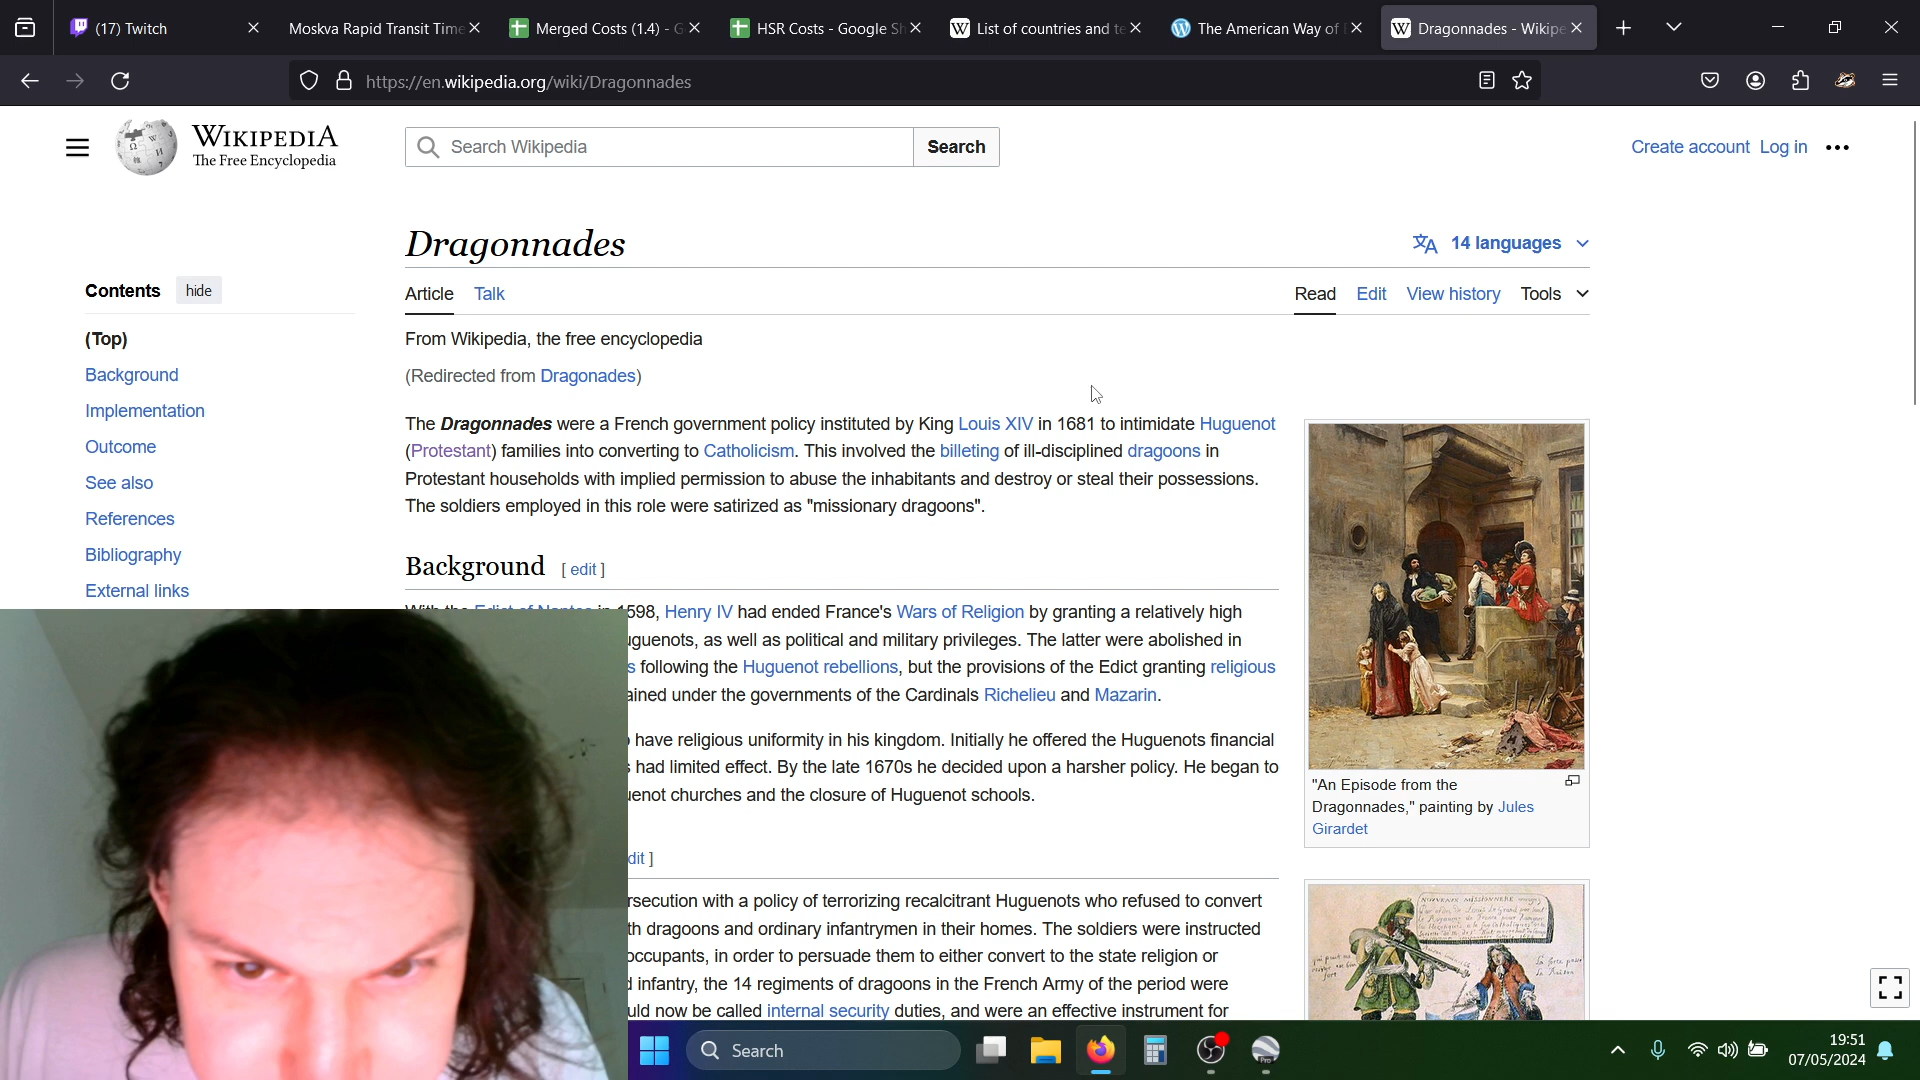 (17) Twitch
Moskva Rapid Transit Time
Merged Costs (1.4) - G
HSR Costs - Google Sh
List of countries and te
The American Way of
Dragonnades - Wikipe
https://en.wikipedia.org/wiki/Dragonnades
WIKIPEDIA
The Free Encyclopedia
Search Wikipedia
Search
Create account Log in
Dragonnades
14 languages
Contents hide
Article Talk
Read Edit View history Tools
(Top)
Background
Implementation
Outcome
See also
References
Bibliography
External links
From Wikipedia, the free encyclopedia
(Redirected from Dragonades)
The Dragonnades were a French government policy instituted by King Louis XIV in 1681 to intimidate Huguenot
(Protestant) families into converting to Catholicism. This involved the billeting of ill-disciplined dragoons in
Protestant households with implied permission to abuse the inhabitants and destroy or steal their possessions.
The soldiers employed in this role were satirized as "missionary dragoons".
Background [ edit ]
With the Edict of Nantes in 1598, Henry IV had ended France's Wars of Religion by granting a relatively high
uguenots, as well as political and military privileges. The latter were abolished in
s following the Huguenot rebellions, but the provisions of the Edict granting religious
ained under the governments of the Cardinals Richelieu and Mazarin.
have religious uniformity in his kingdom. Initially he offered the Huguenots financial
s had limited effect. By the late 1670s he decided upon a harsher policy. He began to
uenot churches and the closure of Huguenot schools.
dit ]
rsecution with a policy of terrorizing recalcitrant Huguenots who refused to convert
th dragoons and ordinary infantrymen in their homes. The soldiers were instructed
occupants, in order to persuade them to either convert to the state religion or
d infantry, the 14 regiments of dragoons in the French Army of the period were
uld now be called internal security duties, and were an effective instrument for
"An Episode from the
Dragonnades," painting by Jules
Girardet
NOUVEAUX MISSIONNAIRE
Search
Pro
19:51
07/05/2024